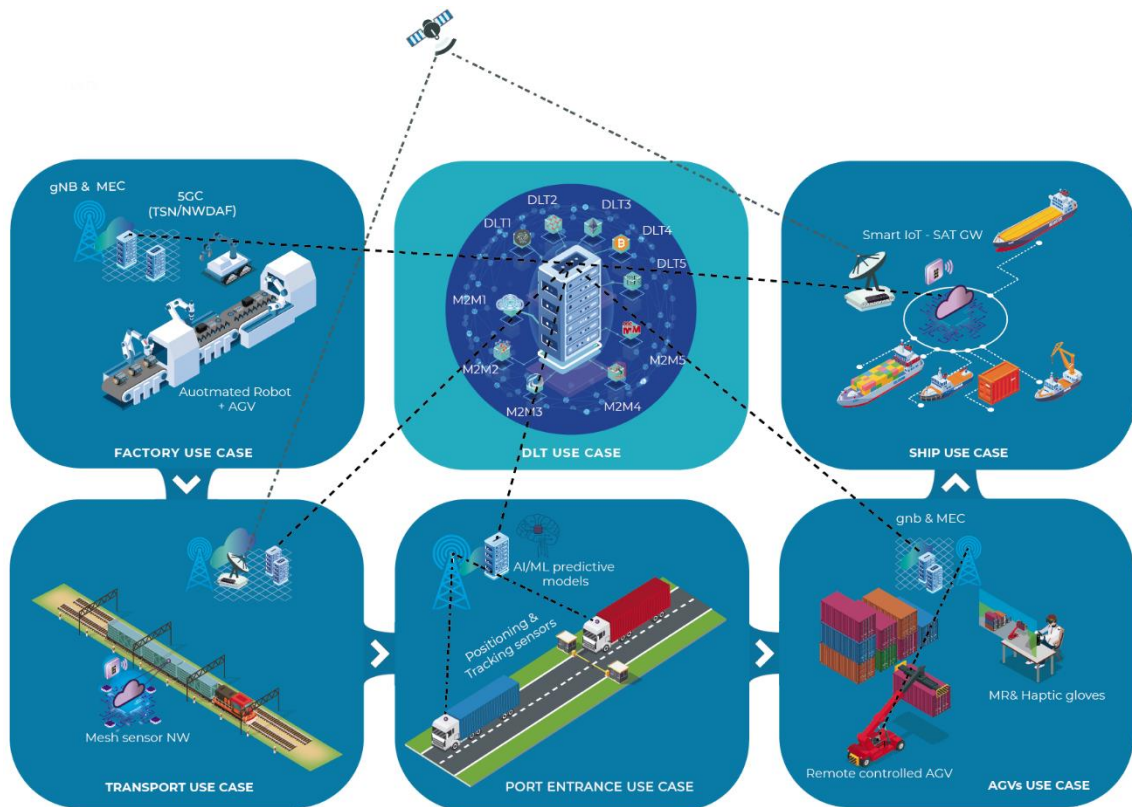 gNB & MEC
5GC
(TSN/NWDAF)
Auotmated Robot
+ AGV
FACTORY USE CASE
DLT1
DLT2
DLT3
DLT4
DLT5
M2M1
M2M2
M2M3
M2M4
M2M5
DLT USE CASE
Smart IoT - SAT GW
SHIP USE CASE
Mesh sensor NW
TRANSPORT USE CASE
AI/ML predictive
models
Positioning &
Tracking sensors
PORT ENTRANCE USE CASE
gnb & MEC
MR& Haptic gloves
Remote controlled AGV
AGVs USE CASE